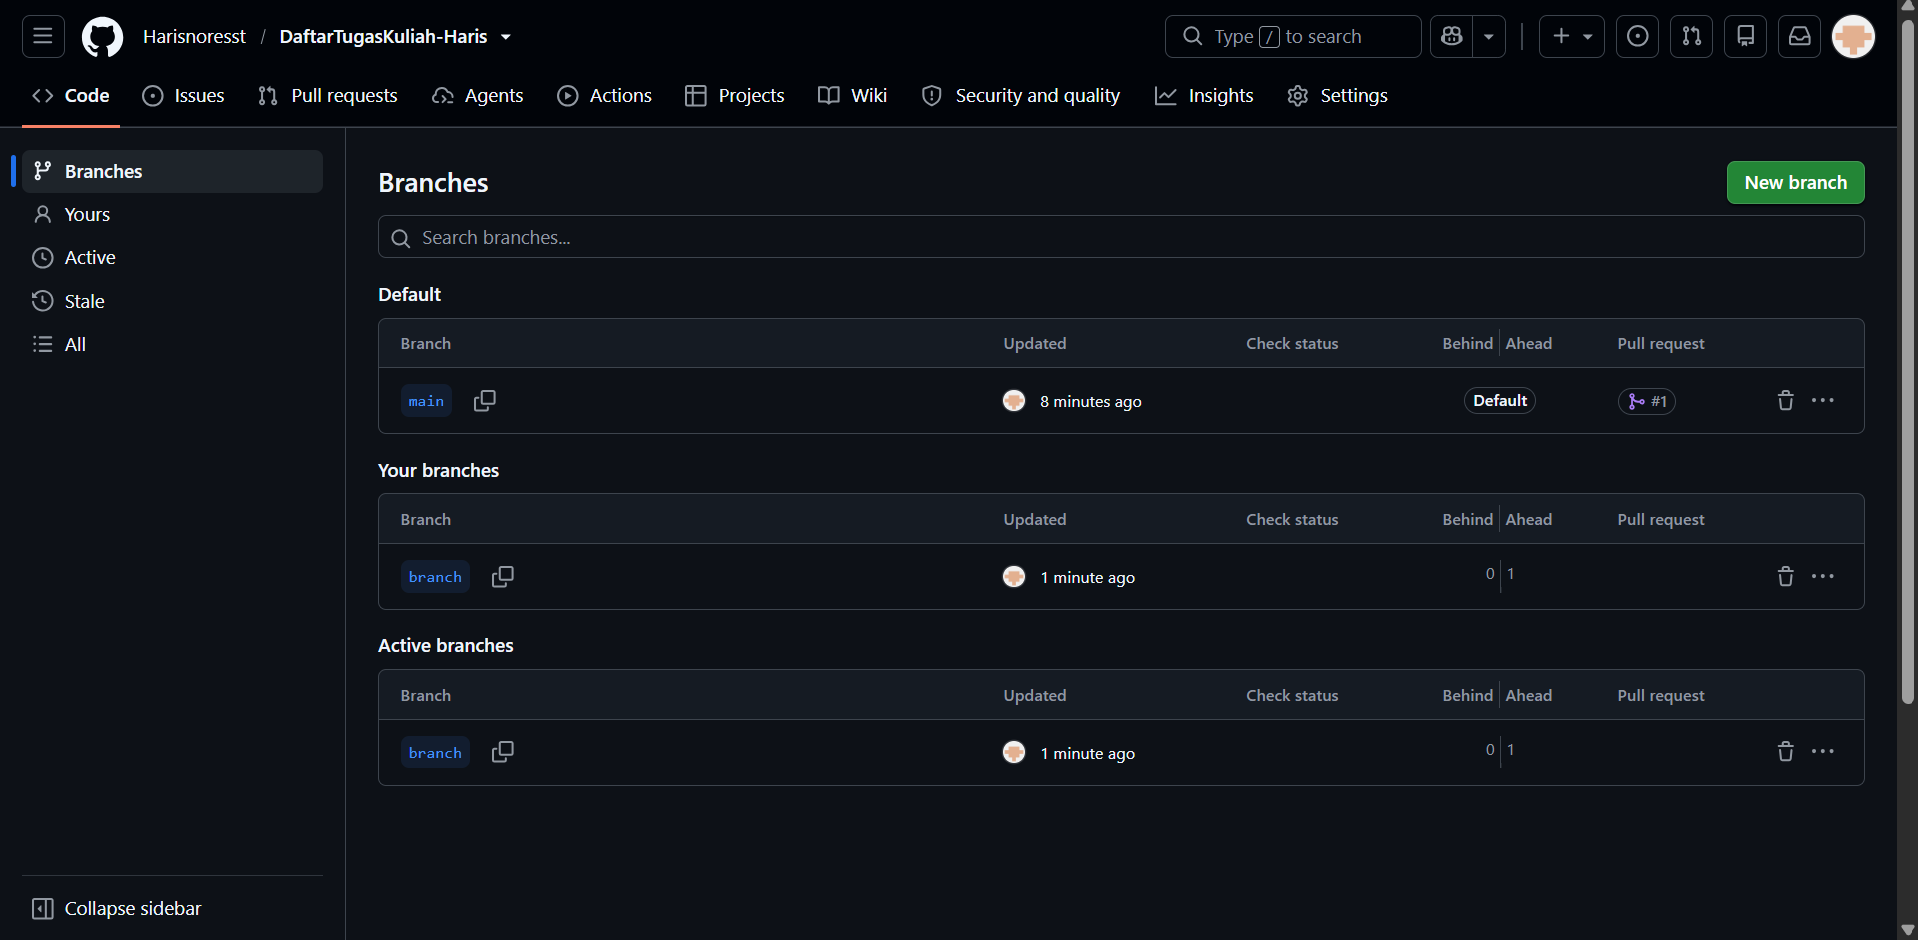 Harisnoresst / DaftarTugasKuliah-Haris
Type / to search
Code Issues Pull requests Agents Actions Projects Wiki Security and quality Insights Settings
Branches
Yours
Active
Stale
All
Collapse sidebar
Branches
New branch
Search branches...
Default
Branch Updated Check status Behind Ahead Pull request
main 8 minutes ago Default #1
Your branches
Branch Updated Check status Behind Ahead Pull request
branch 1 minute ago 0 1
Active branches
Branch Updated Check status Behind Ahead Pull request
branch 1 minute ago 0 1